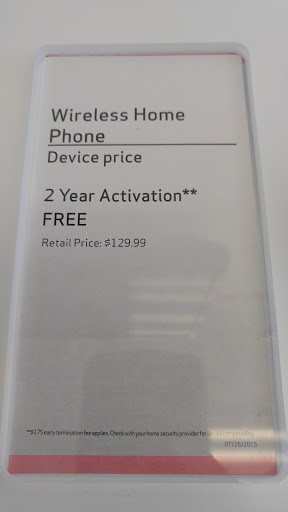 Wireless Home
Phone
Device price
2 Year Activation**
FREE
Retail Price: $129.99
**$175 early termination fee applies. Check with your home security provider for
07/28/2015